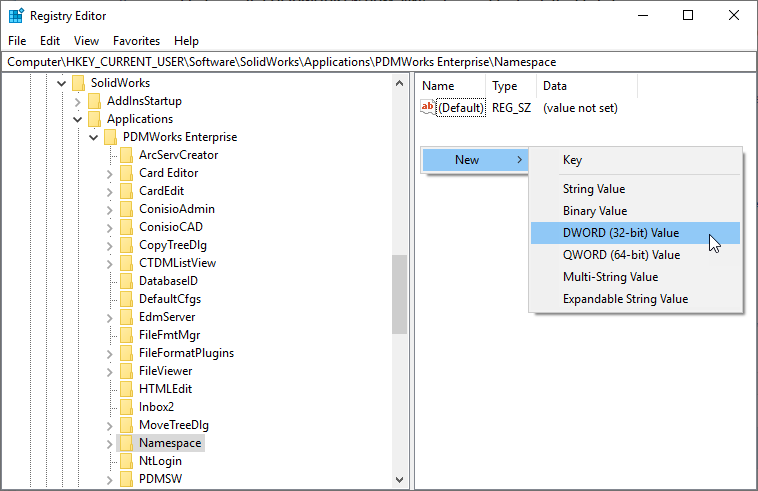 Registry Editor
File Edit View Favorites Help
Computer\HKEY_CURRENT_USER\Software\SolidWorks\Applications\PDMWorks Enterprise\Namespace
SolidWorks
AddInsStartup
Applications
PDMWorks Enterprise
ArcServCreator
Card Editor
CardEdit
ConisioAdmin
ConisioCAD
CopyTreeDlg
CTDMListView
DatabaseID
DefaultCfgs
EdmServer
FileFmtMgr
FileFormatPlugins
FileViewer
HTMLEdit
Inbox2
MoveTreeDlg
Namespace
NtLogin
PDMSW
Name Type Data
ab (Default) REG_SZ (value not set)
New
Key
String Value
Binary Value
DWORD (32-bit) Value
QWORD (64-bit) Value
Multi-String Value
Expandable String Value